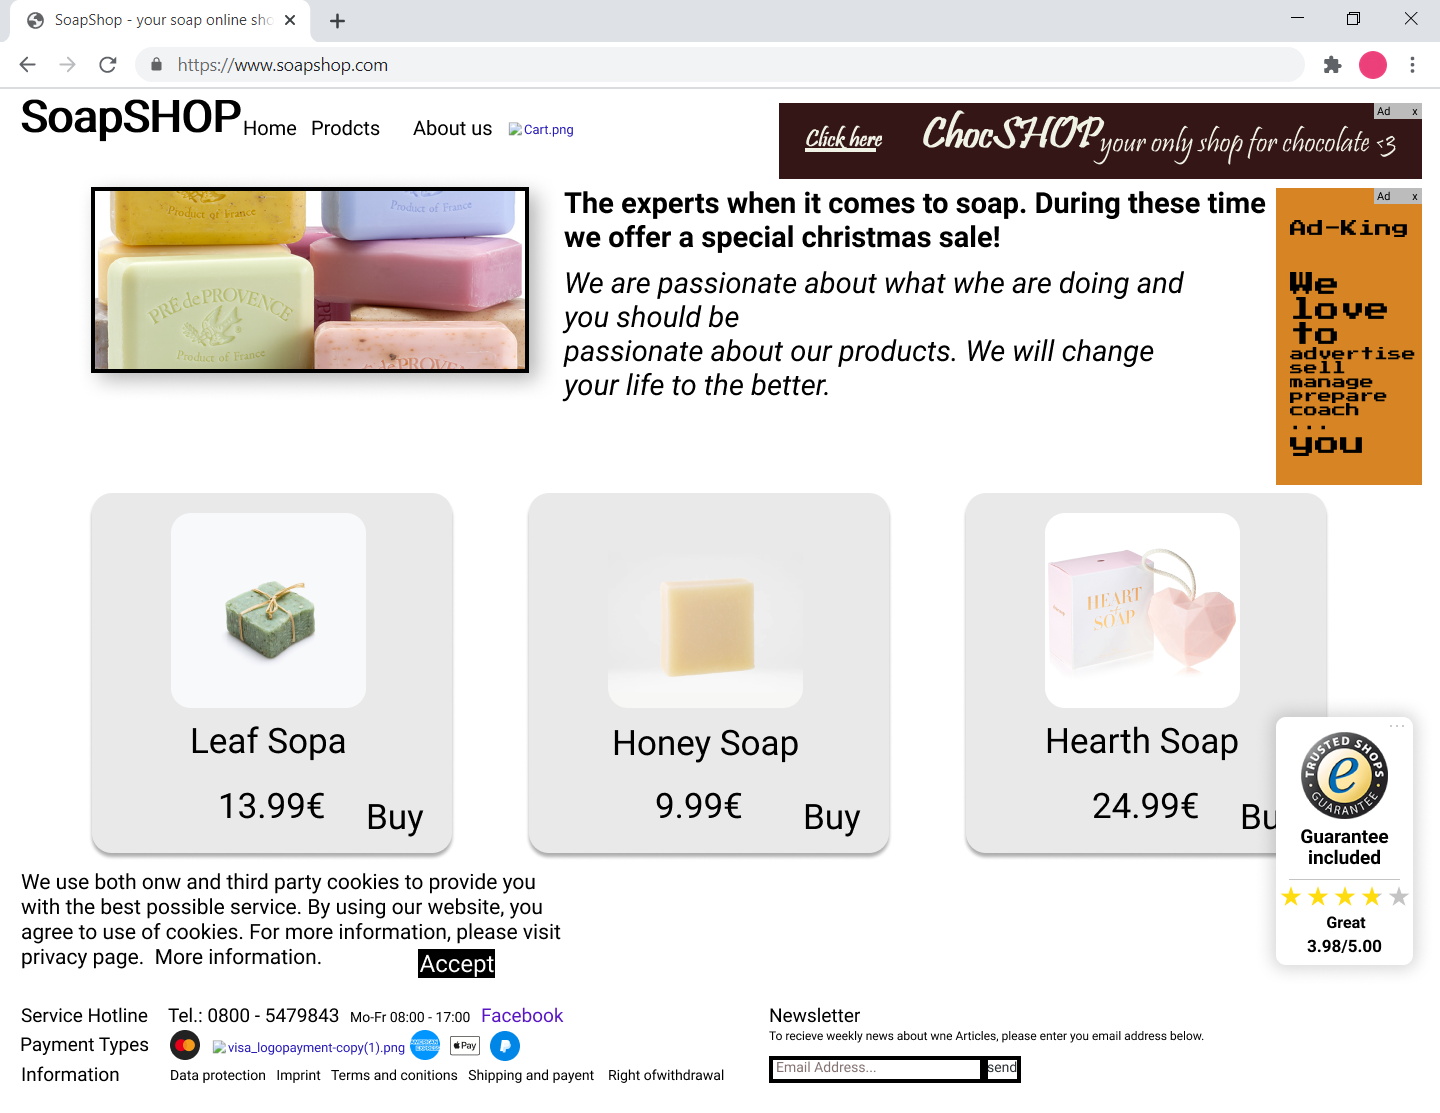 SoapShop - your soap online sho
https://www.soapshop.com
SoapSHOP
Home Prodcts About us Cart.png
Ad x
Click here ChocSHOP your only shop for chocolate <3
Product of France
Product of France
PRÉ de PROVENCE
Product of France
The experts when it comes to soap. During these time
we offer a special christmas sale!
We are passionate about what whe are doing and
you should be
passionate about our products. We will change
your life to the better.
Ad x
Ad-King
We
love
to
advertise
sell
manage
prepare
coach
...
you
HEART
of
SOAP
Leaf Sopa
13.99€
Buy
Honey Soap
9.99€
Buy
Hearth Soap
24.99€
Bu
TRUSTED SHOPS
e
GUARANTEE
Guarantee
included
Great
3.98/5.00
We use both onw and third party cookies to provide you
with the best possible service. By using our website, you
agree to use of cookies. For more information, please visit
privacy page. More information.
Accept
Service Hotline Tel.: 0800 - 5479843 Mo-Fr 08:00 - 17:00 Facebook
Payment Types visa_logopayment-copy(1).png AMERICAN EXPRESS Pay
Information Data protection Imprint Terms and conitions Shipping and payent Right ofwithdrawal
Newsletter
To recieve weekly news about wne Articles, please enter you email address below.
Email Address... send